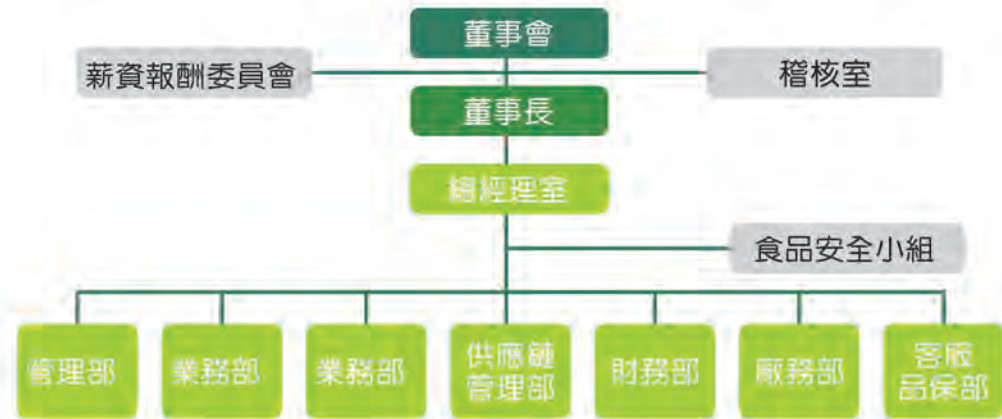 董事會
薪資報酬委員會
稽核室
董事長
總經理室
食品安全小組
管理部
業務部
業務部
供應鏈
管理部
財務部
廠務部
客服
品保部